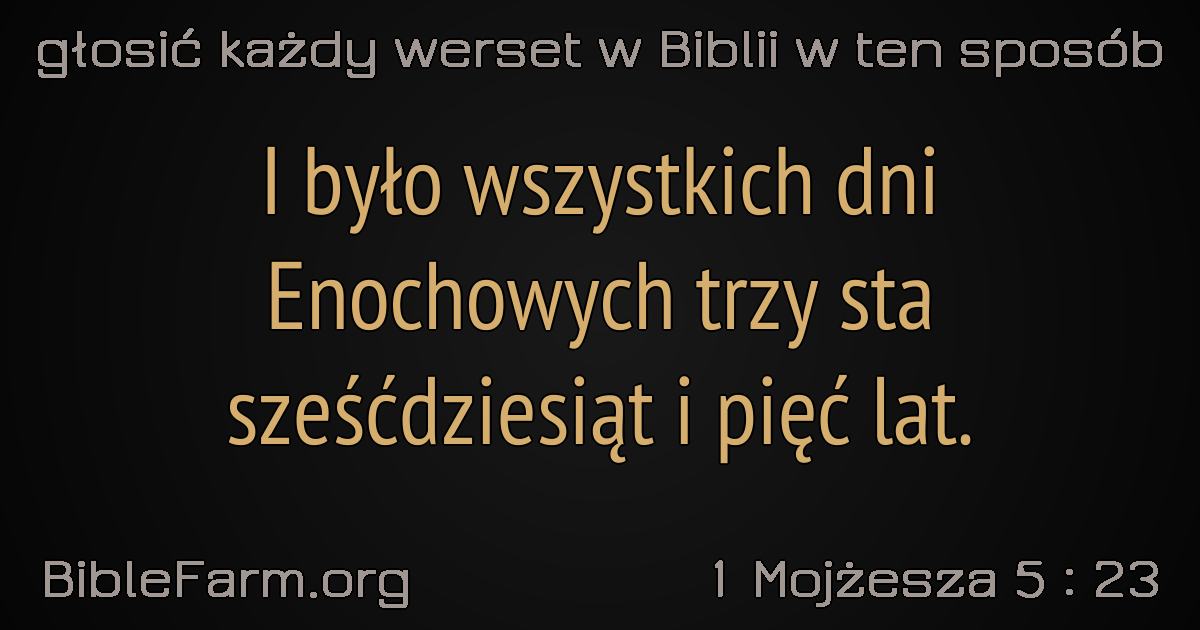 głosić każdy werset w Biblii w ten sposób
I było wszystkich dni
Enochowych trzy sta
sześćdziesiąt i pięć lat.
BibleFarm.org
1 Mojżesza 5 : 23